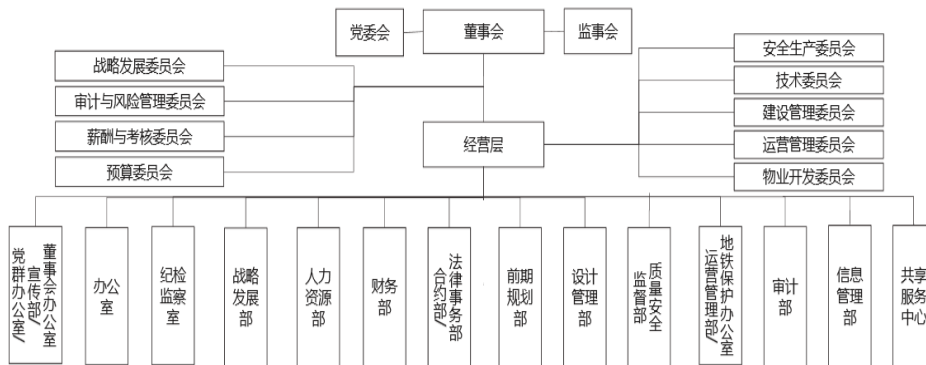 党委会
董事会
监事会
战略发展委员会
审计与风险管理委员会
薪酬与考核委员会
预算委员会
经营层
安全生产委员会
技术委员会
建设管理委员会
运营管理委员会
物业开发委员会
党群办公室/
宣传部/
董事会办公室
办公
室
纪检
监察
室
战略
发展
部
人力
资源
部
财务
部
合约部/
法律事务部
前期
规划
部
设计
管理
部
质量安全
监督部
运营管理部/
地铁保护办公室
审计
部
信息
管理
部
共享
服务
中心